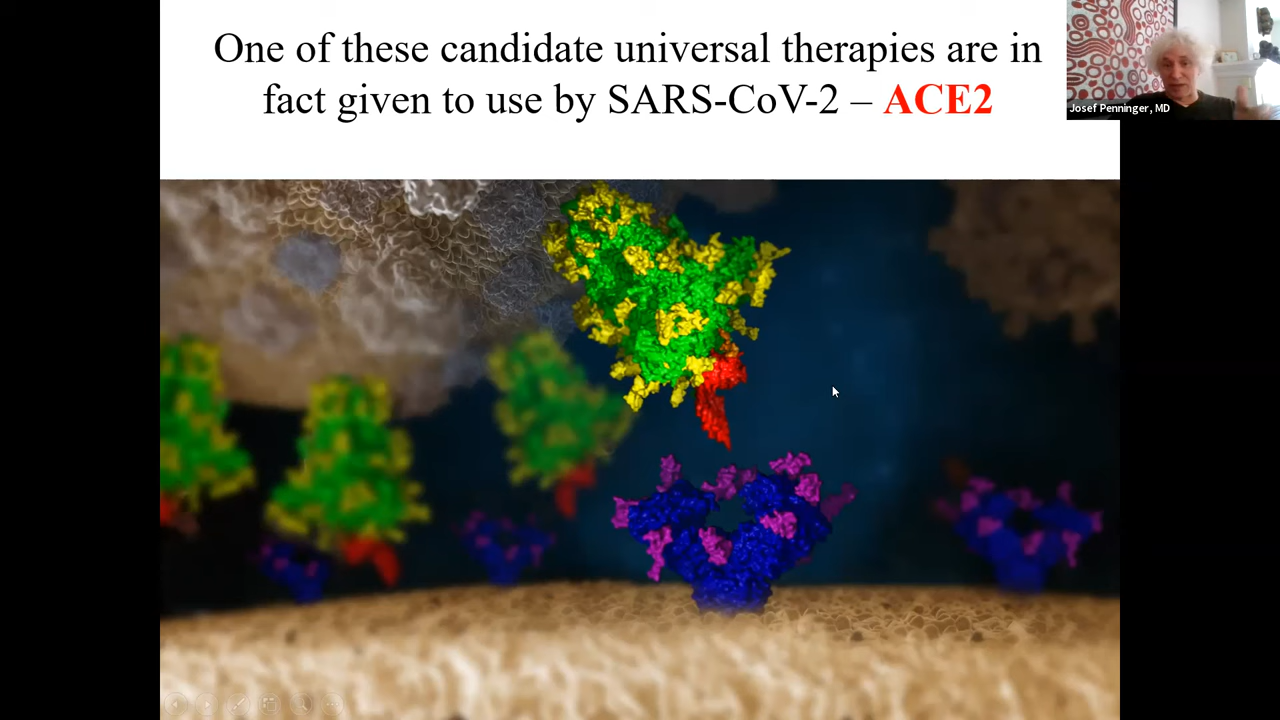 One of these candidate universal therapies are in
fact given to use by SARS-CoV-2 – ACE2
Josef Penninger, MD